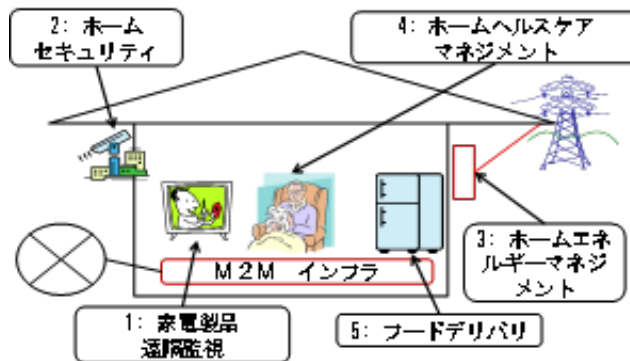 2: ホーム
セキュリティ
4: ホームヘルスケア
マネジメント
M2M インフラ
3: ホームエネ
ルギーマネジ
メント
1: 家電製品
遠隔監視
5: フードデリバリ